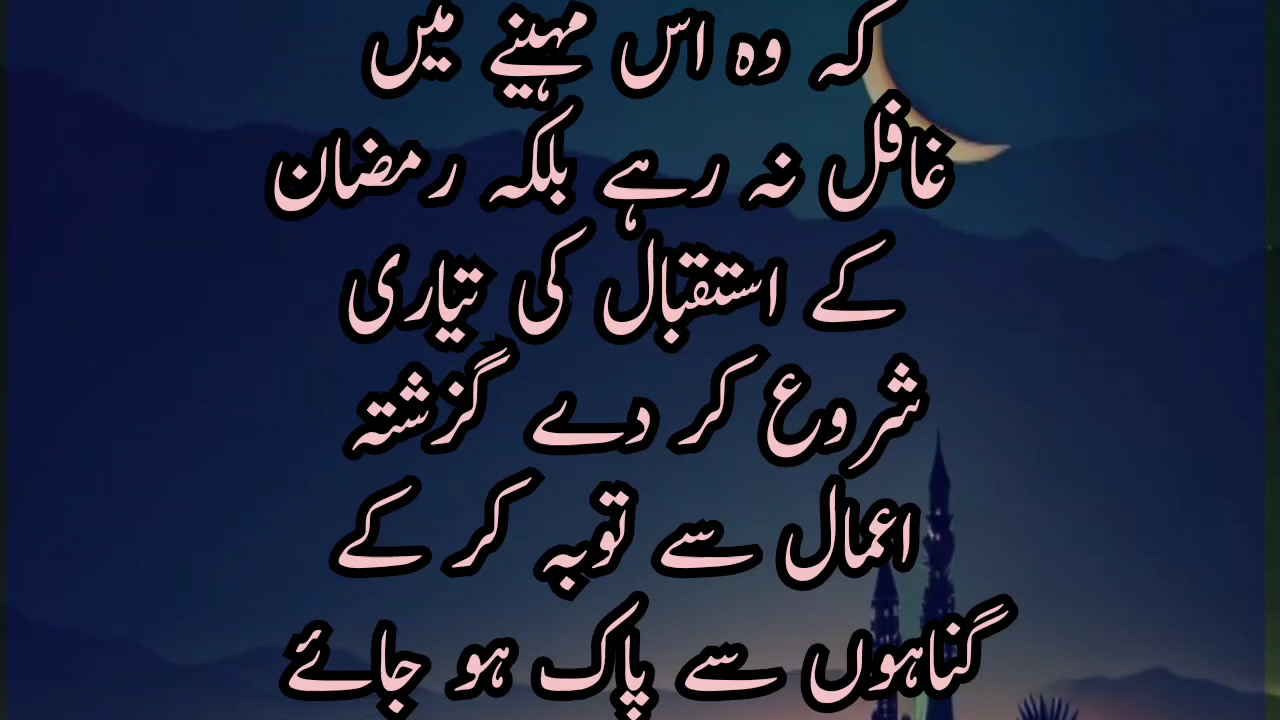 کہ وہ اس مہینے میں
غافل نہ رہے بلکہ رمضان
کے استقبال کی تیاری
شروع کر دے گزشتہ
اعمال سے توبہ کر کے
گناہوں سے پاک ہو جائے